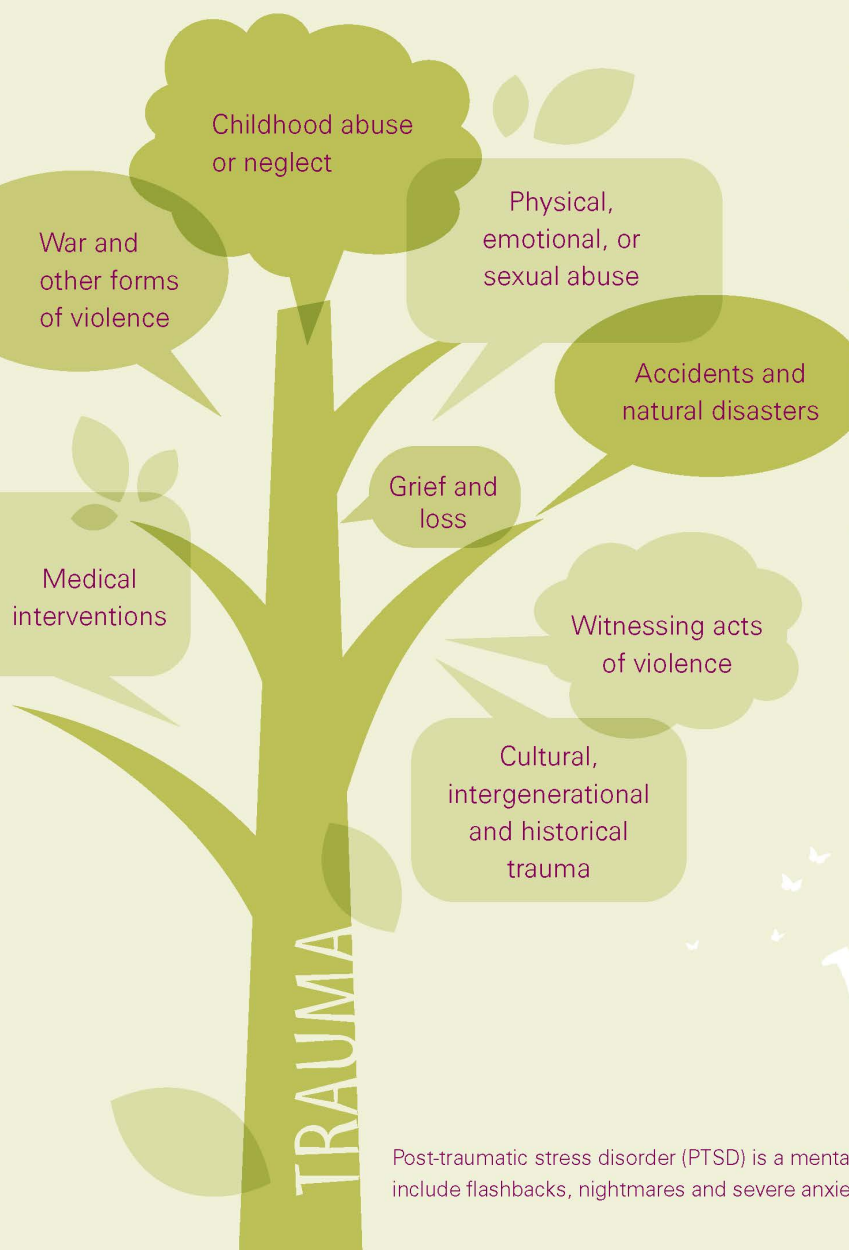 Childhood abuse
or neglect
Physical,
emotional, or
sexual abuse
War and
other forms
of violence
Accidents and
natural disasters
Grief and
loss
Medical
interventions
Witnessing acts
of violence
Cultural,
intergenerational
and historical
trauma
TRAUMA
Post-traumatic stress disorder (PTSD) is a
include flashbacks, nightmares and severe